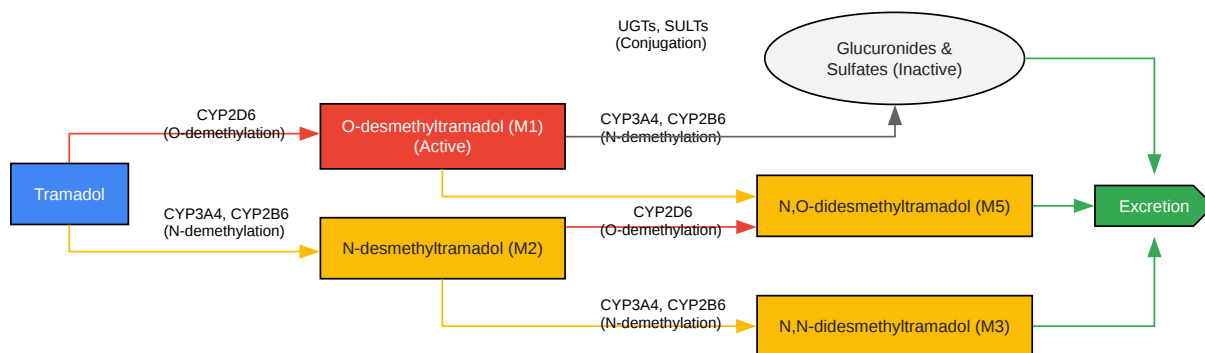 UGTs, SULTs
(Conjugation)
Glucuronides &
Sulfates (Inactive)
CYP2D6
(O-demethylation)
O-desmethyltramadol (M1)
(Active)
CYP3A4, CYP2B6
(N-demethylation)
Tramadol
CYP3A4, CYP2B6
(N-demethylation)
N-desmethyltramadol (M2)
CYP2D6
(O-demethylation)
N,O-didesmethyltramadol (M5)
Excretion
CYP3A4, CYP2B6
(N-demethylation)
N,N-didesmethyltramadol (M3)